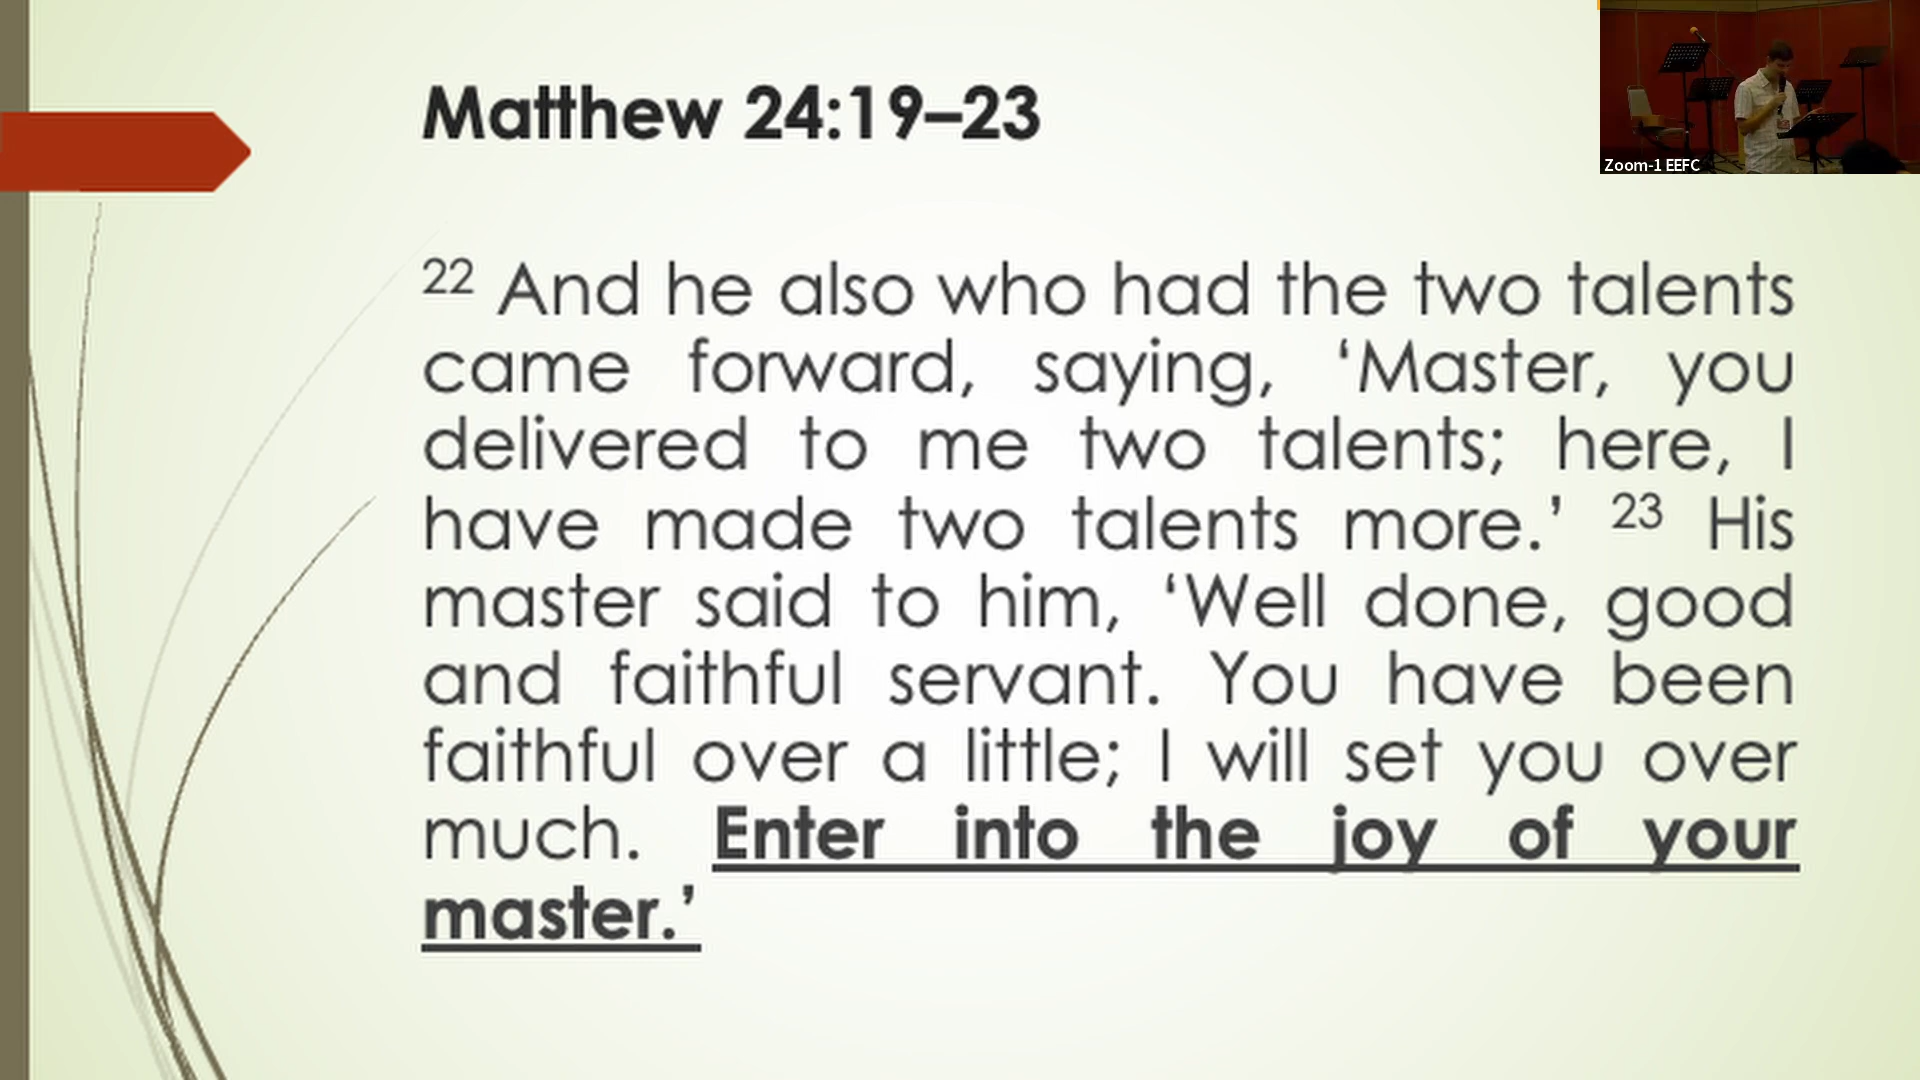 Matthew 24:19–23
Zoom-1 EEFC
22 And he also who had the two talents
came forward, saying, ‘Master, you
delivered to me two talents; here, I
have made two talents more.’ 23 His
master said to him, ‘Well done, good
and faithful servant. You have been
faithful over a little; I will set you over
much. Enter into the joy of your
master.’